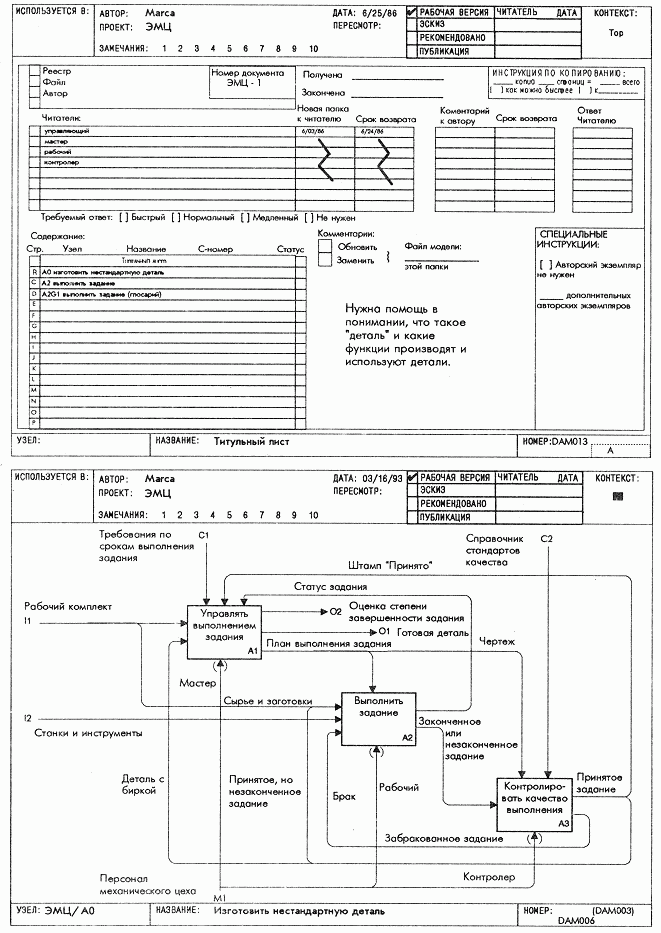 ИСПОЛЬЗУЕТСЯ В:
АВТОР: Marca
ДАТА: 6/25/86
РАБОЧАЯ ВЕРСИЯ
ЧИТАТЕЛЬ
ДАТА
КОНТЕКСТ:
ПРОЕКТ: ЭМЦ
ПЕРЕСМОТР:
ЭСКИЗ
Top
РЕКОМЕНДОВАНО
ЗАМЕЧАНИЯ: 1 2 3 4 5 6 7 8 9 10
ПУБЛИКАЦИЯ
Реестр
Файл
Автор
Номер документа
ЭМЦ - 1
Получена
Закончена
ИНСТРУКЦИЯ ПО КОПИРОВАНИЮ:
копиа страниц = всего
[ ] как можно быстрее [ ] к
Читатели:
Новая папка
к читателю
Срок возврата
Коментарий
к автору
Срок возврата
Ответ
Читателю
управляющий 6/03/86 6/24/86
мастер
рабочий
контролер
Требуемый ответ: [ ] Быстрый [ ] Нормальный [ ] Медленный [ ] Не нужен
Содержание:
Стр. Узел Название С-номер Статус
Титульный лист
B A0 изготовить нестандартную деталь
C A2 выполнить задание
D A2G1 выполнить задание (глосарий)
E
F
G
H
I
J
K
L
M
N
O
P
Комментарии:
Обновить
Заменить
Файл модели:
этой папки
Нужна помощь в
понимании, что такое
"деталь" и какие
функции производят и
используют детали.
СПЕЦИАЛЬНЫЕ
ИНСТРУКЦИИ:
[ ] Авторский экземпляр
не нужен
дополнительных
авторских экземпляров
УЗЕЛ:
НАЗВАНИЕ: Титульный лист
НОМЕР:DAM013
A
ИСПОЛЬЗУЕТСЯ В:
АВТОР: Marca
ДАТА: 03/16/93
РАБОЧАЯ ВЕРСИЯ
ЧИТАТЕЛЬ
ДАТА
КОНТЕКСТ:
ПРОЕКТ: ЭМЦ
ПЕРЕСМОТР:
ЭСКИЗ
РЕКОМЕНДОВАНО
ЗАМЕЧАНИЯ: 1 2 3 4 5 6 7 8 9 10
ПУБЛИКАЦИЯ
Требования по
срокам выполнения
задания
C1
Справочник
стандартов
качества
C2
Штамп "Принято"
Статус задания
Рабочий комплект
I1
Управлять
выполнением
задания
A1
O2
Оценка степени
завершенности задания
O1 Готовая деталь
План выполнения задания
Чертеж
Мастер
Сырье и заготовки
I2
Станки и инструменты
Выполнить
задание
A2
Законченное
или
незаконченное
задание
Деталь с
биркой
Принятое, но
незаконченное
задание
Брак
Рабочий
Контролиро-
вать качество
выполнения
A3
Принятое
задание
Забракованное задание
Персонал
механического цеха
M1
Контролер
УЗЕЛ: ЭМЦ/ A0
НАЗВАНИЕ: Изготовить нестандартную деталь
НОМЕР: (DAM003)
DAM006